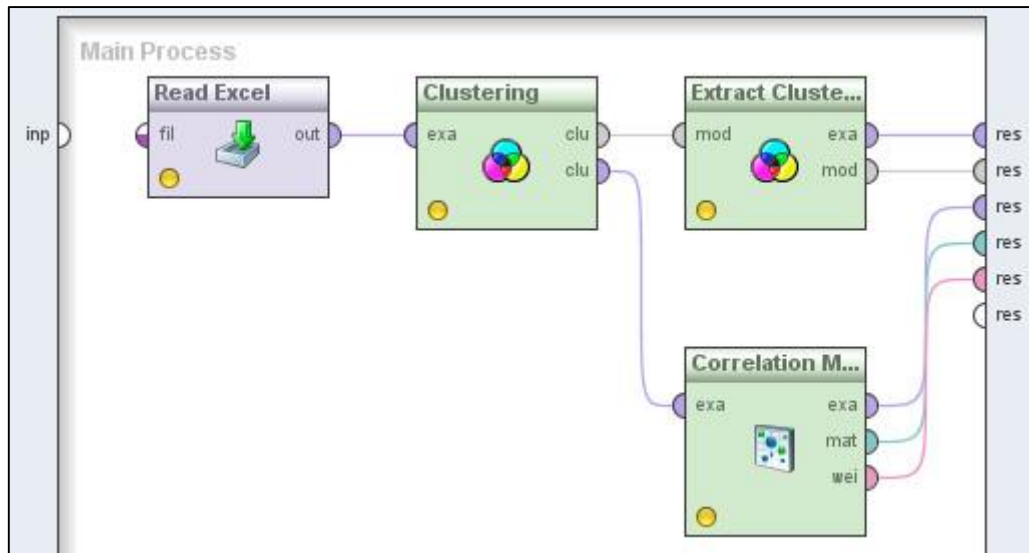 Main Process
Read Excel
Clustering
Extract Cluste...
inp
fil
out
exa
clu
mod
exa
res
clu
mod
res
res
res
res
res
Correlation M...
exa
exa
mat
wei